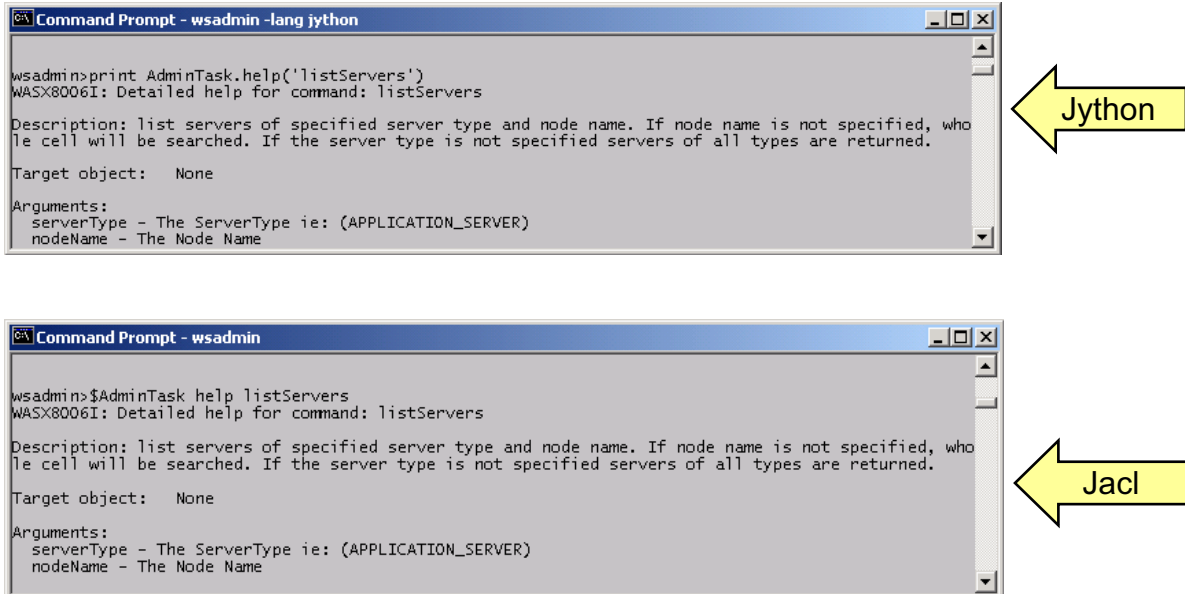 Command Prompt - wsadmin -lang jython
wsadmin>print AdminTask.help('listServers')
WASX8006I: Detailed help for command: listServers
Description: list servers of specified server type and node name. If node name is not specified, who
le cell will be searched. If the server type is not specified servers of all types are returned.
Target object:   None
Arguments:
  serverType - The ServerType ie: (APPLICATION_SERVER)
  nodeName - The Node Name
Jython
Command Prompt - wsadmin
wsadmin>$AdminTask help listServers
WASX8006I: Detailed help for command: listServers
Description: list servers of specified server type and node name. If node name is not specified, who
le cell will be searched. If the server type is not specified servers of all types are returned.
Target object:   None
Arguments:
  serverType - The ServerType ie: (APPLICATION_SERVER)
  nodeName - The Node Name
Jacl